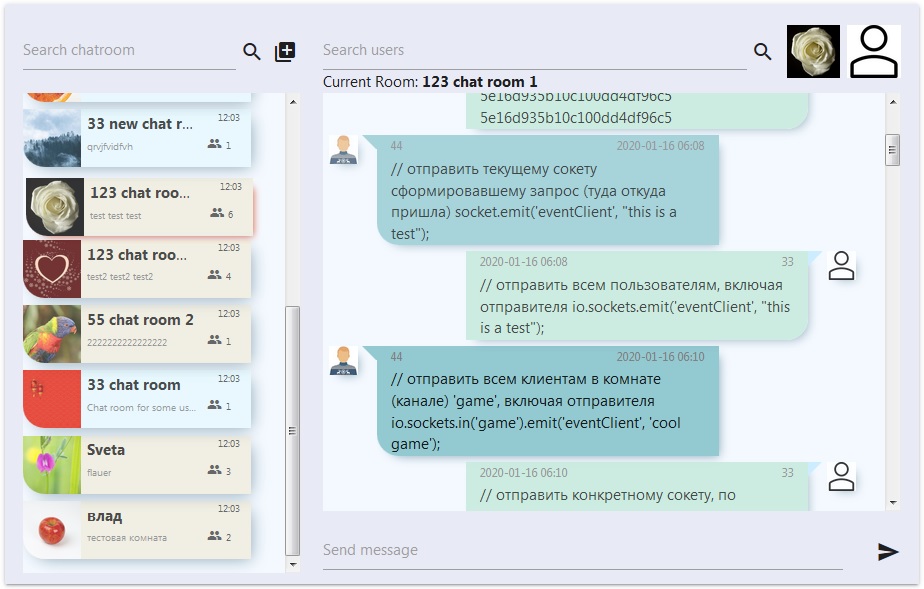 Search chatroom
Search users
Current Room: 123 chat room 1
33 new chat r...
12:03
qrvjfvidfvh
1
123 chat roo...
12:03
test test test
6
123 chat roo...
12:03
test2 test2 test2
4
55 chat room 2
12:03
2222222222222222
1
33 chat room
12:03
Chat room for some us...
1
Sveta
12:03
flauer
3
влад
12:03
тестовая комната
2
5e16d935b10c100dd4df96c5
5e16d935b10c100dd4df96c5
44 2020-01-16 06:08
// отправить текущему сокету
сформировавшему запрос (туда откуда
пришла) socket.emit('eventClient', "this is a
test");
2020-01-16 06:08 33
// отправить всем пользователям, включая
отправителя io.sockets.emit('eventClient', "this
is a test");
44 2020-01-16 06:10
// отправить всем клиентам в комнате
(канале) 'game', включая отправителя
io.sockets.in('game').emit('eventClient', 'cool
game');
2020-01-16 06:10 33
// отправить конкретному сокету, по
Send message